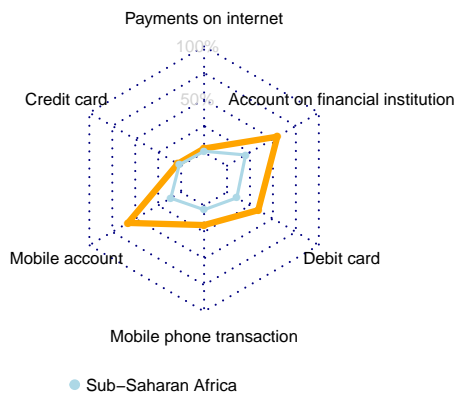 Payments on internet
100%
Credit card
50%
Account on financial institution
Mobile account
Debit card
Mobile phone transaction
Sub−Saharan Africa